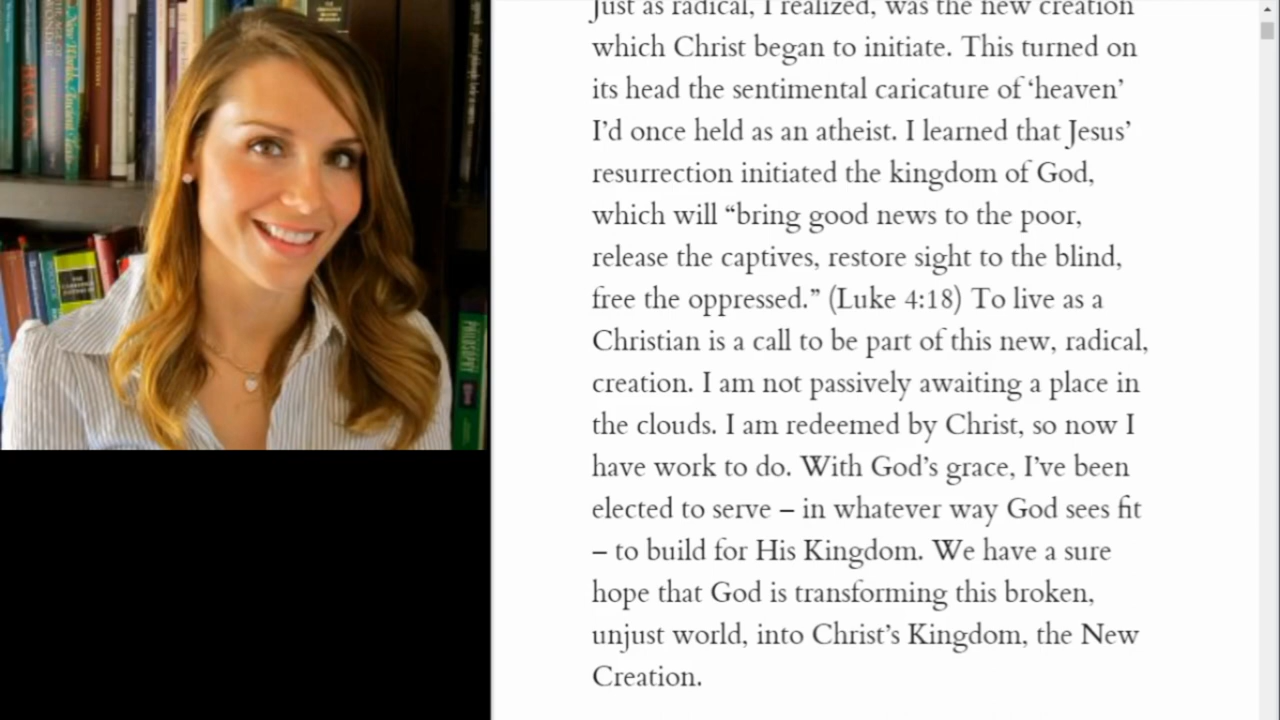 Just as radical, I realized, was the new creation
which Christ began to initiate. This turned on
its head the sentimental caricature of ‘heaven’
I’d once held as an atheist. I learned that Jesus’
resurrection initiated the kingdom of God,
which will “bring good news to the poor,
release the captives, restore sight to the blind,
free the oppressed.” (Luke 4:18) To live as a
Christian is a call to be part of this new, radical,
creation. I am not passively awaiting a place in
the clouds. I am redeemed by Christ, so now I
have work to do. With God’s grace, I’ve been
elected to serve – in whatever way God sees fit
– to build for His Kingdom. We have a sure
hope that God is transforming this broken,
unjust world, into Christ’s Kingdom, the New
Creation.
PHILOSOPHY